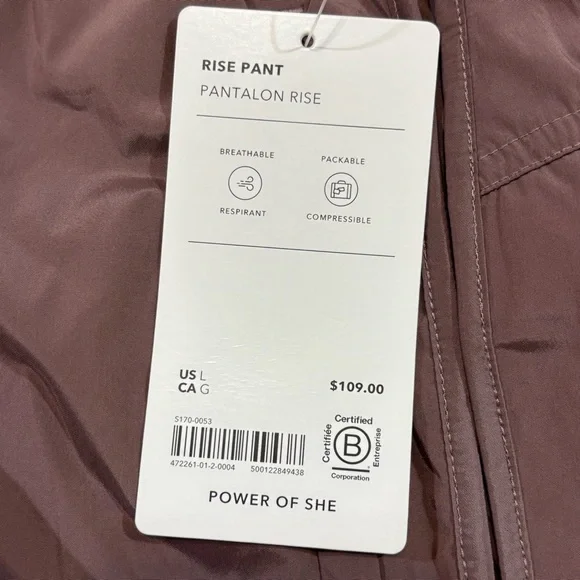 RISE PANT
PANTALON RISE
BREATHABLE
RESPIRANT
PACKABLE
COMPRESSIBLE
US L
CA G
$109.00
5170-0053
472261-01-2-0004 500122849438
Certified
Certifiée
B
Entreprise
Corporation
POWER OF SHE